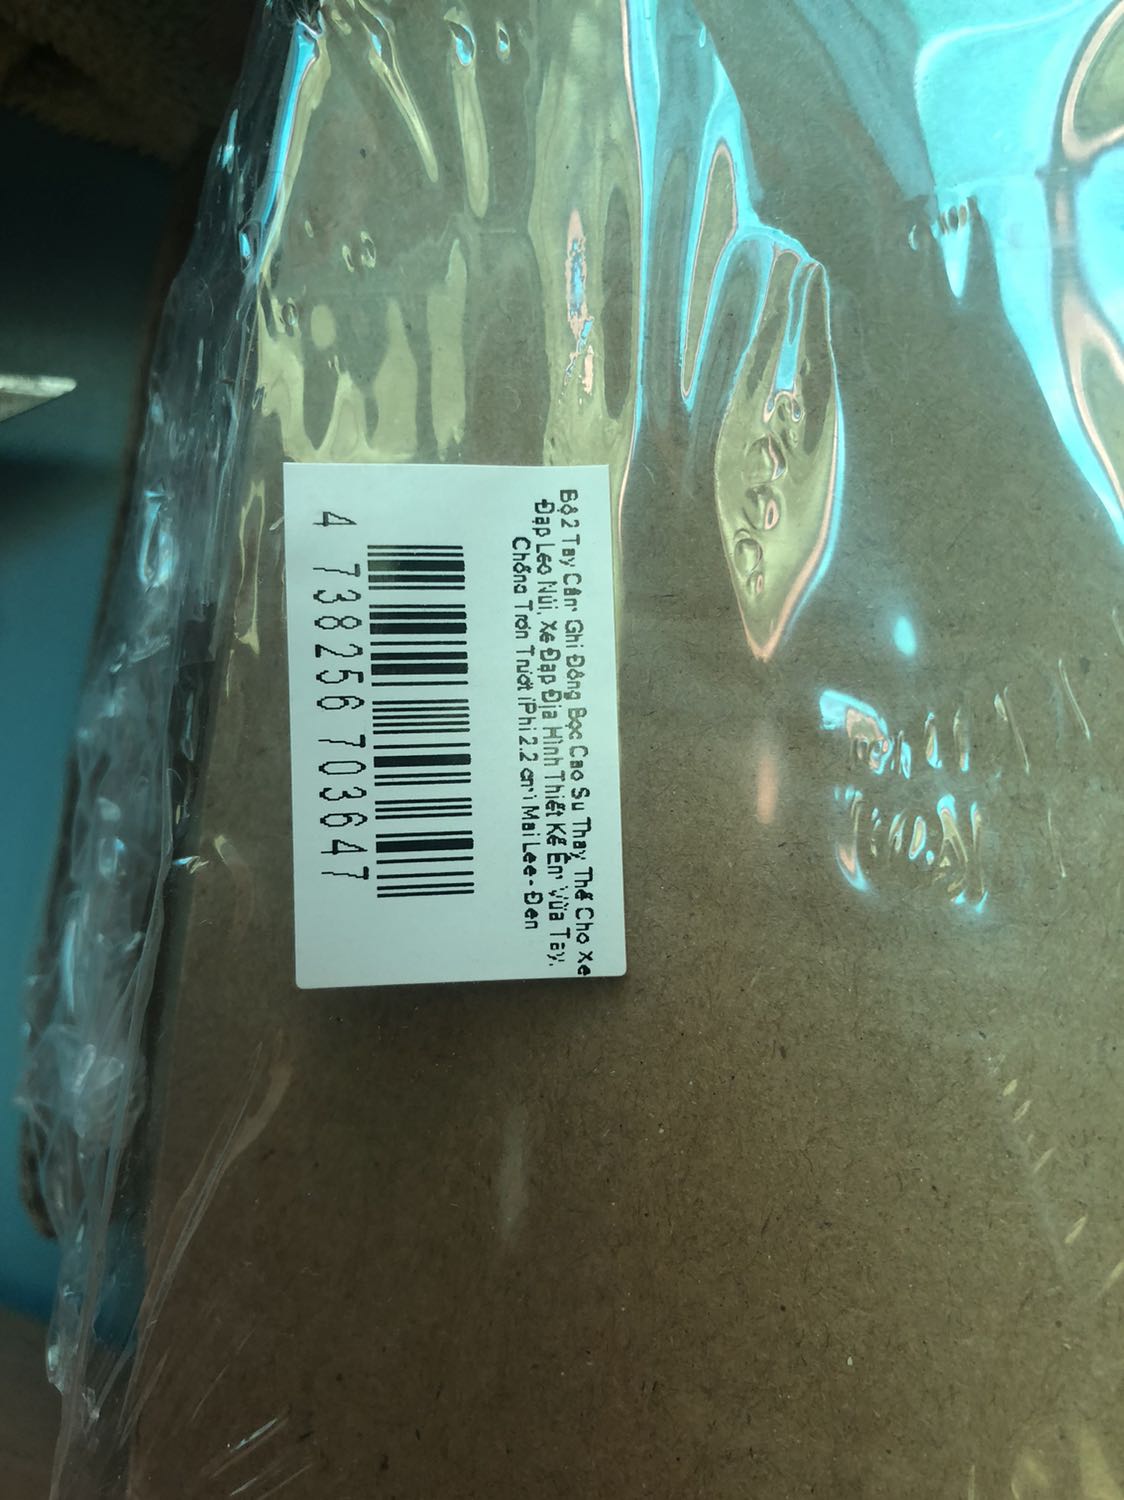 Bộ 2 Tay Cầm Ghi Đông Bọc Cao Su Thay Thế Cho Xe
Đạp Leo Núi, Xe Đạp Địa Hình Thiết Kế Êm Vừa Tay,
Chống Trơn Trượt, Phi 2.2 cm Mai Lee - Đen
4 738256 703647